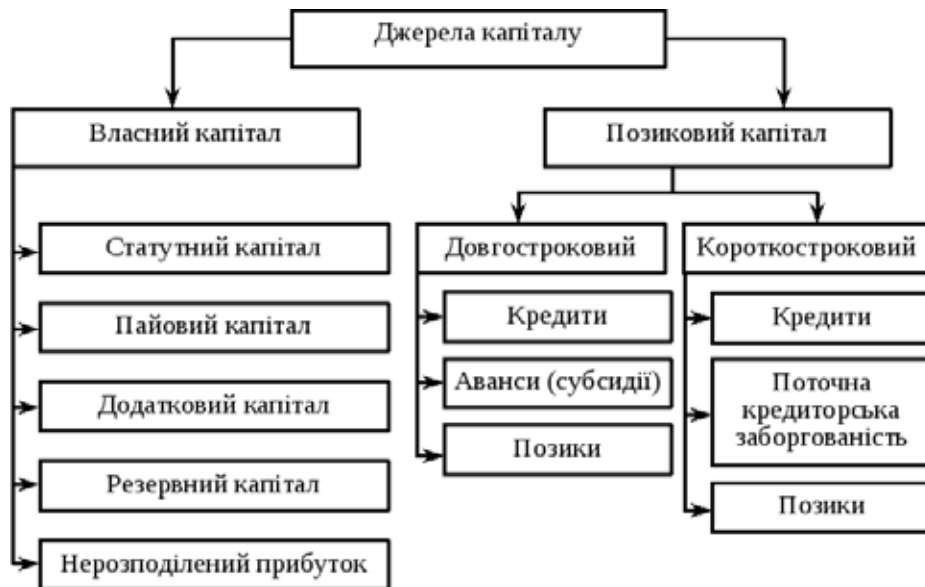 Джерела капіталу
Власний капітал
Статутний капітал
Пайовий капітал
Додатковий капітал
Резервний капітал
Нерозподілений прибуток
Позиковий капітал
Довгостроковий
Кредити
Аванси (субсидії)
Позики
Короткостроковий
Кредити
Поточна
кредиторська
заборгованість
Позики